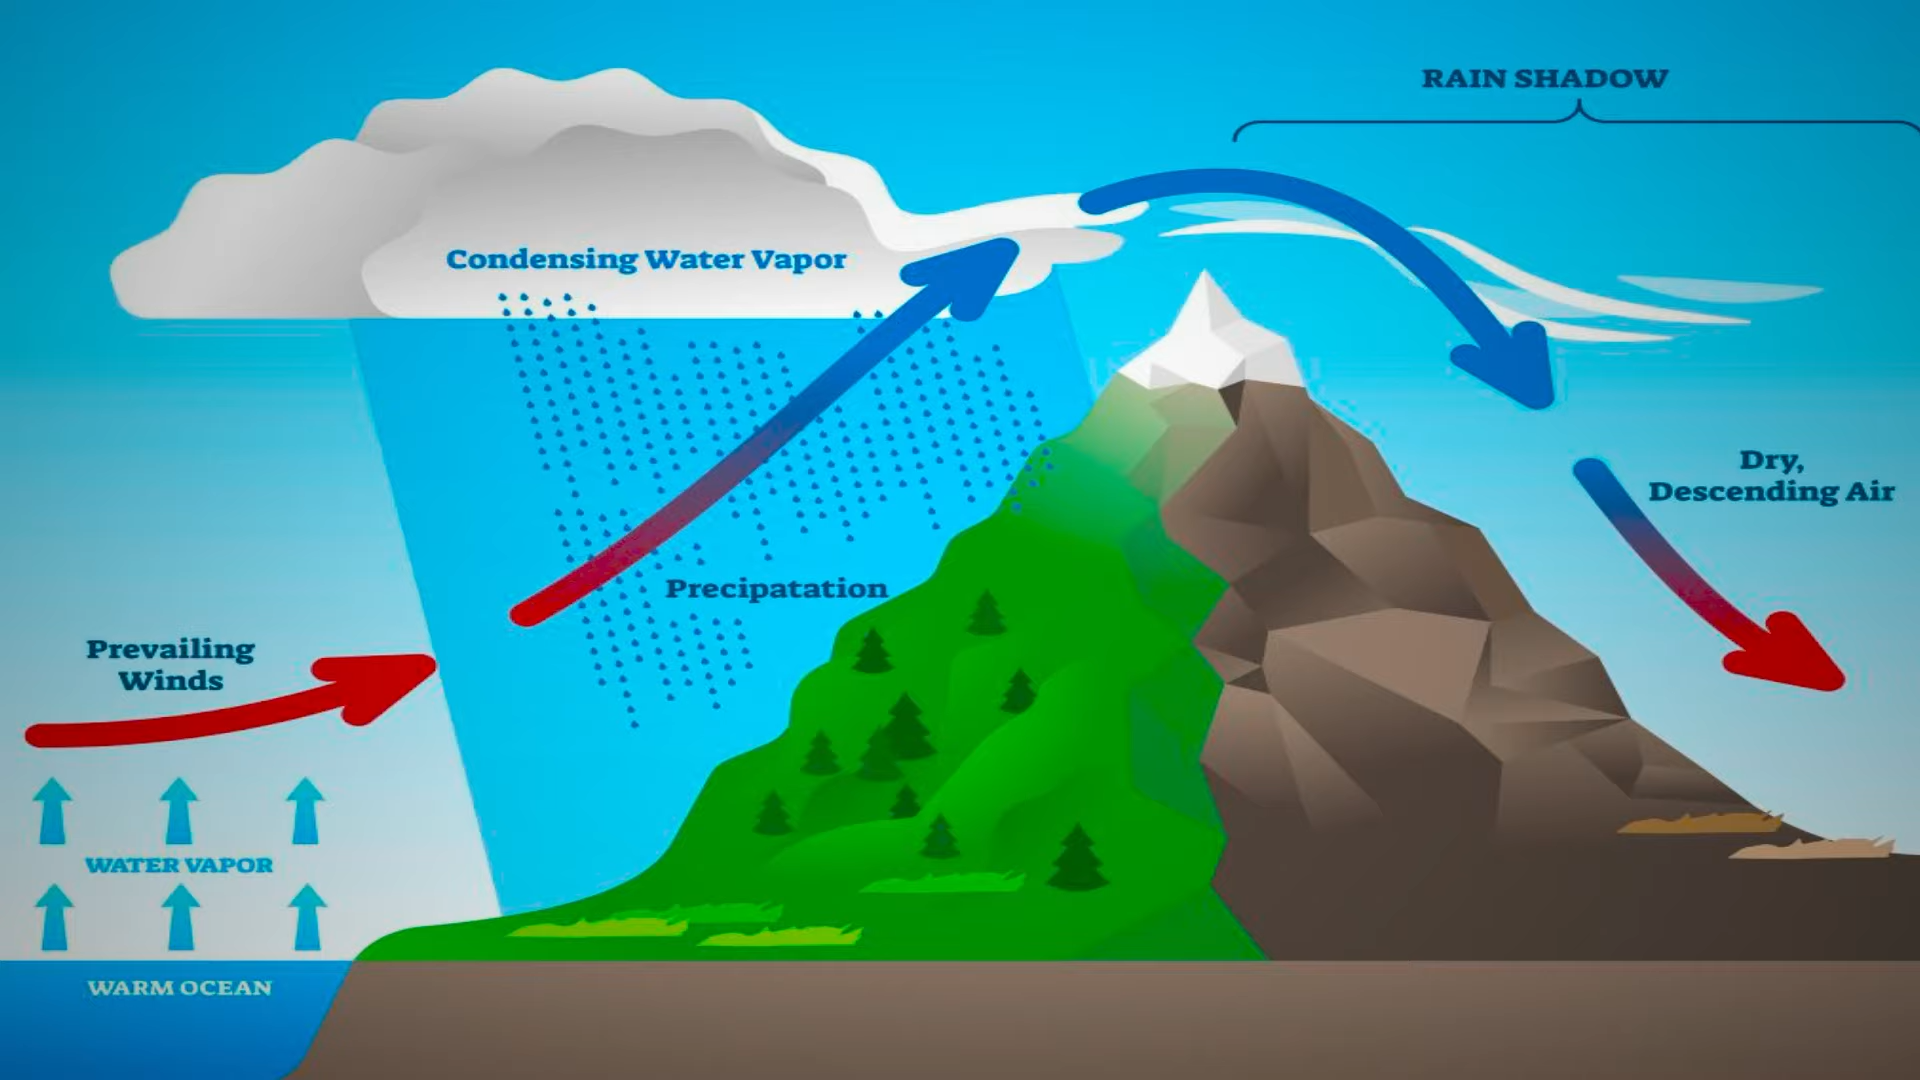 RAIN SHADOW
Condensing Water Vapor
Dry,
Descending Air
Precipatation
Prevailing
Winds
WATER VAPOR
WARM OCEAN